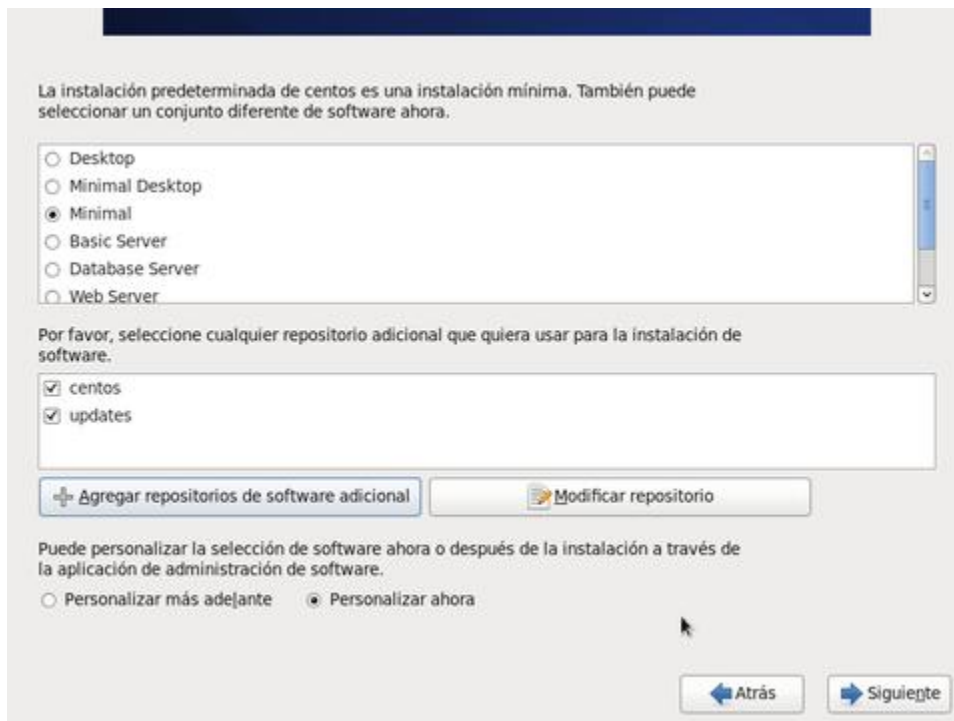 La instalación predeterminada de centos es una instalación mínima. También puede
seleccionar un conjunto diferente de software ahora.
Desktop
Minimal Desktop
Minimal
Basic Server
Database Server
Web Server
Por favor, seleccione cualquier repositorio adicional que quiera usar para la instalación de
software.
centos
updates
Agregar repositorios de software adicional
Modificar repositorio
Puede personalizar la selección de software ahora o después de la instalación a través de
la aplicación de administración de software.
Personalizar más adelante
Personalizar ahora
Atrás
Siguiente